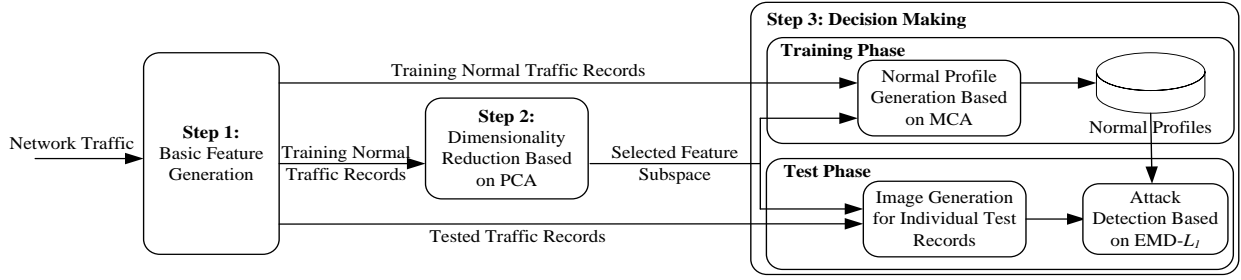 Network Traffic
Step 1:
Basic Feature
Generation
Training Normal Traffic Records
Training Normal
Traffic Records
Step 2:
Dimensionality
Reduction Based
on PCA
Selected Feature
Subspace
Tested Traffic Records
Step 3: Decision Making
Training Phase
Normal Profile
Generation Based
on MCA
Normal Profiles
Test Phase
Image Generation
for Individual Test
Records
Attack
Detection Based
on EMD-L1